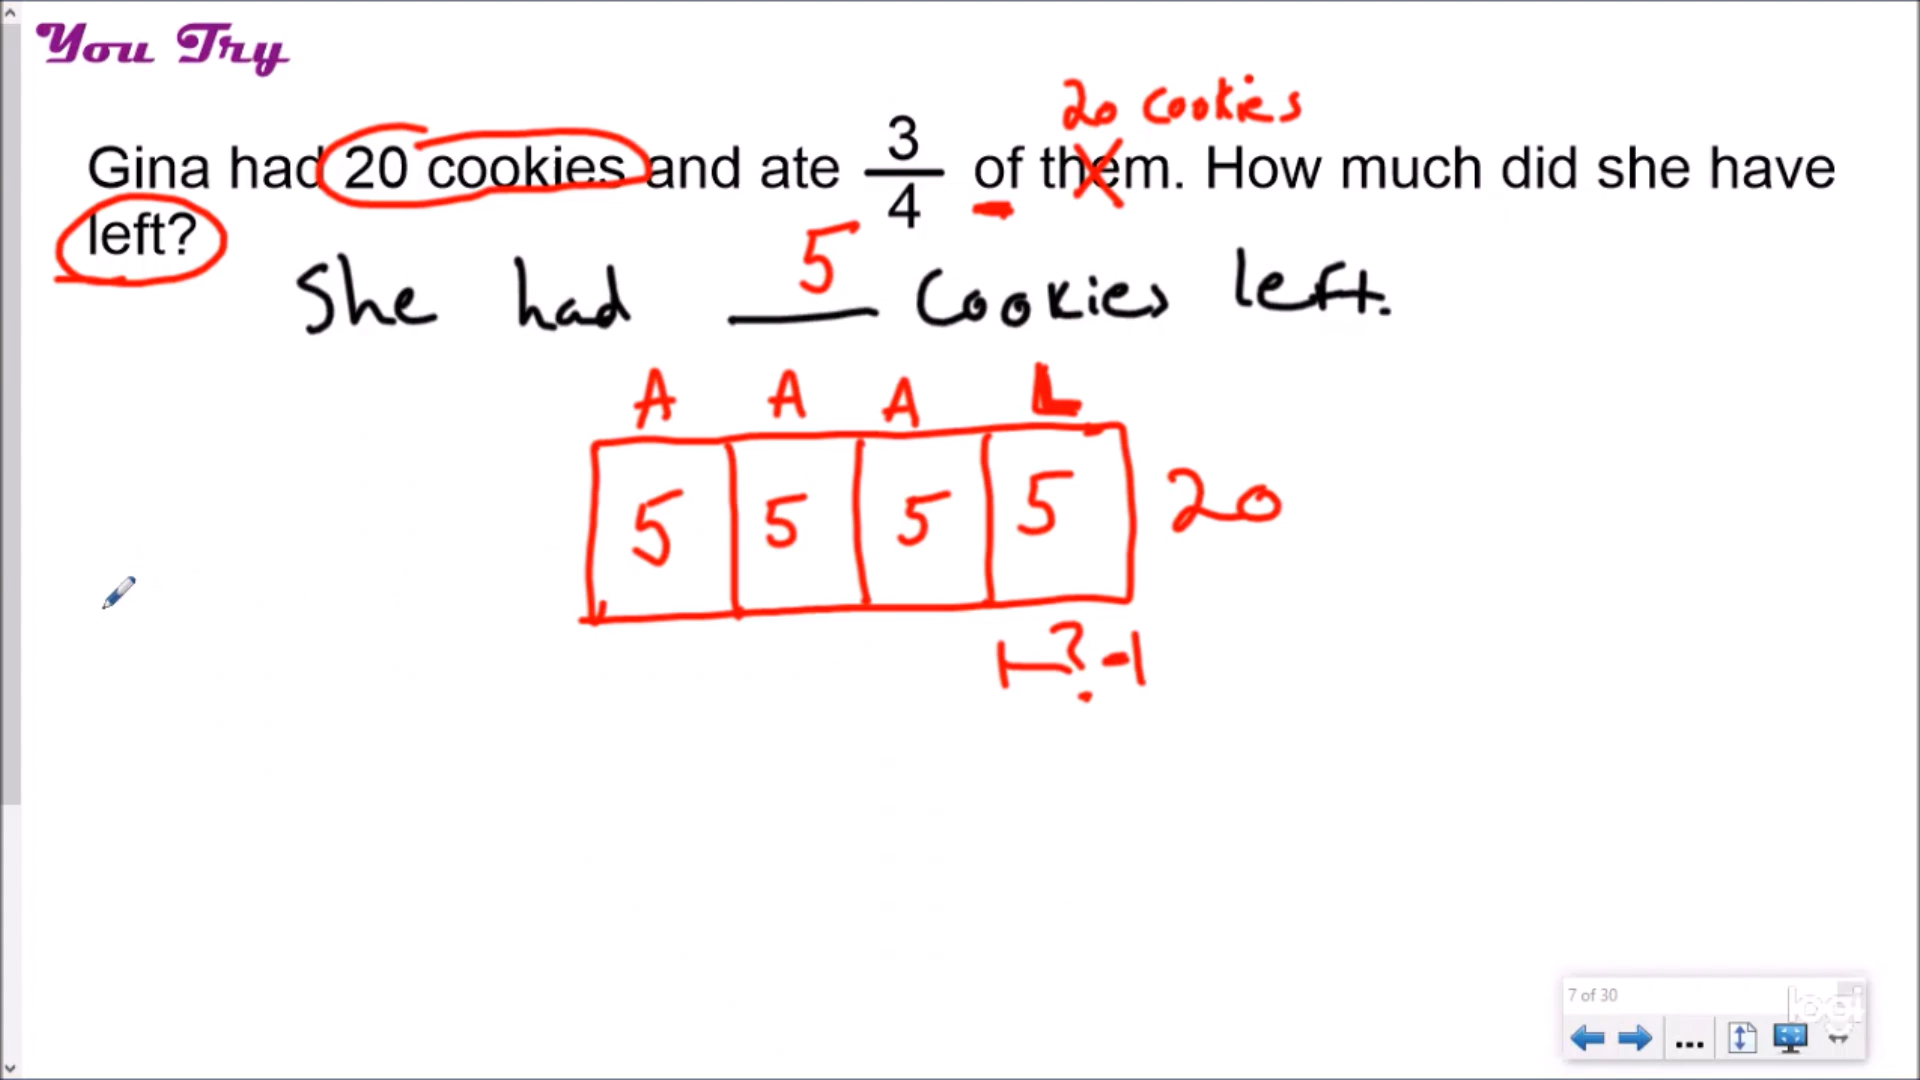 You Try
20 cookies
Gina had 20 cookies and ate 3/4 of them. How much did she have
left?
She had 5 cookies left.
A A A L
5 5 5 5 20
?
7 of 30
logi
...